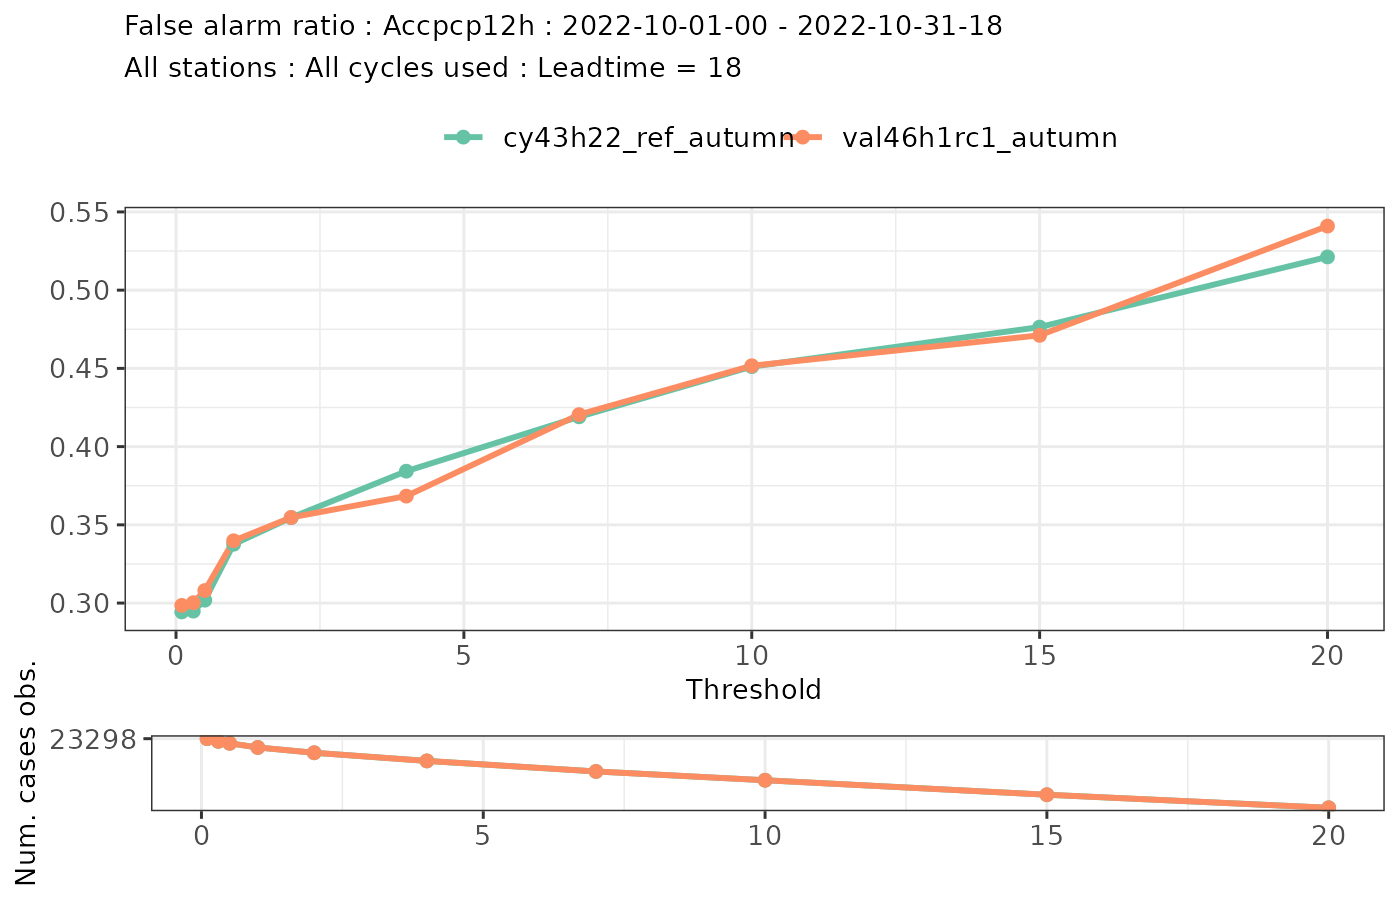 False alarm ratio : Accpcp12h : 2022-10-01-00 - 2022-10-31-18
All stations : All cycles used : Leadtime = 18
cy43h22_ref_autumn val46h1rc1_autumn
0.55
0.50
0.45
0.40
0.35
0.30
0 5 10 15 20
Threshold
Num. cases obs.
23298
0 5 10 15 20